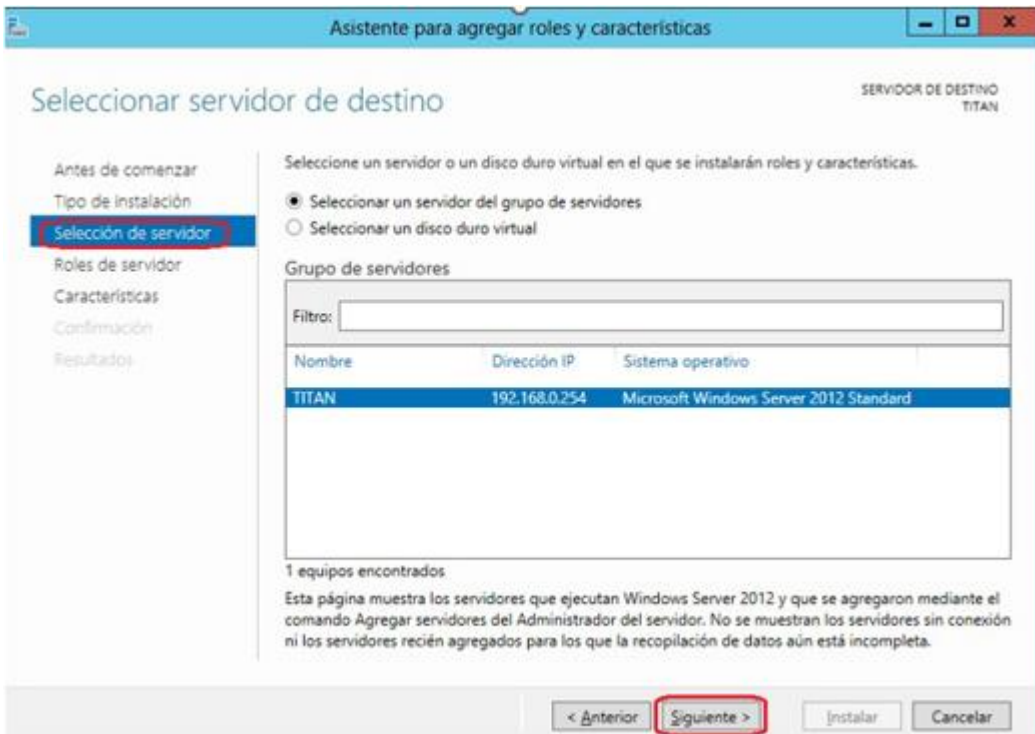 Asistente para agregar roles y características
Seleccionar servidor de destino
SERVIDOR DE DESTINO
TITAN
Antes de comenzar
Tipo de instalación
Selección de servidor
Roles de servidor
Características
Confirmación
Resultados
Seleccione un servidor o un disco duro virtual en el que se instalarán roles y características.
Seleccionar un servidor del grupo de servidores
Seleccionar un disco duro virtual
Grupo de servidores
Filtro:
Nombre Dirección IP Sistema operativo
TITAN 192.168.0.254 Microsoft Windows Server 2012 Standard
1 equipos encontrados
Esta página muestra los servidores que ejecutan Windows Server 2012 y que se agregaron mediante el
comando Agregar servidores del Administrador del servidor. No se muestran los servidores sin conexión
ni los servidores recién agregados para los que la recopilación de datos aún está incompleta.
< Anterior Siguiente > Instalar Cancelar